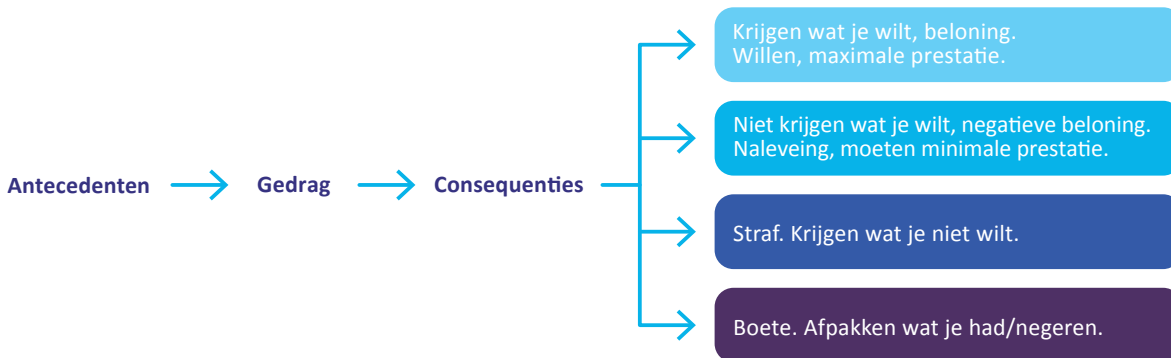 Krijgen wat je wilt, beloning.
Willen, maximale prestatie.
Niet krijgen wat je wilt, negatieve beloning.
Naleveing, moeten minimale prestatie.
Antecedenten
Gedrag
Consequenties
Straf. Krijgen wat je niet wilt.
Boete. Afpakken wat je had/negeren.